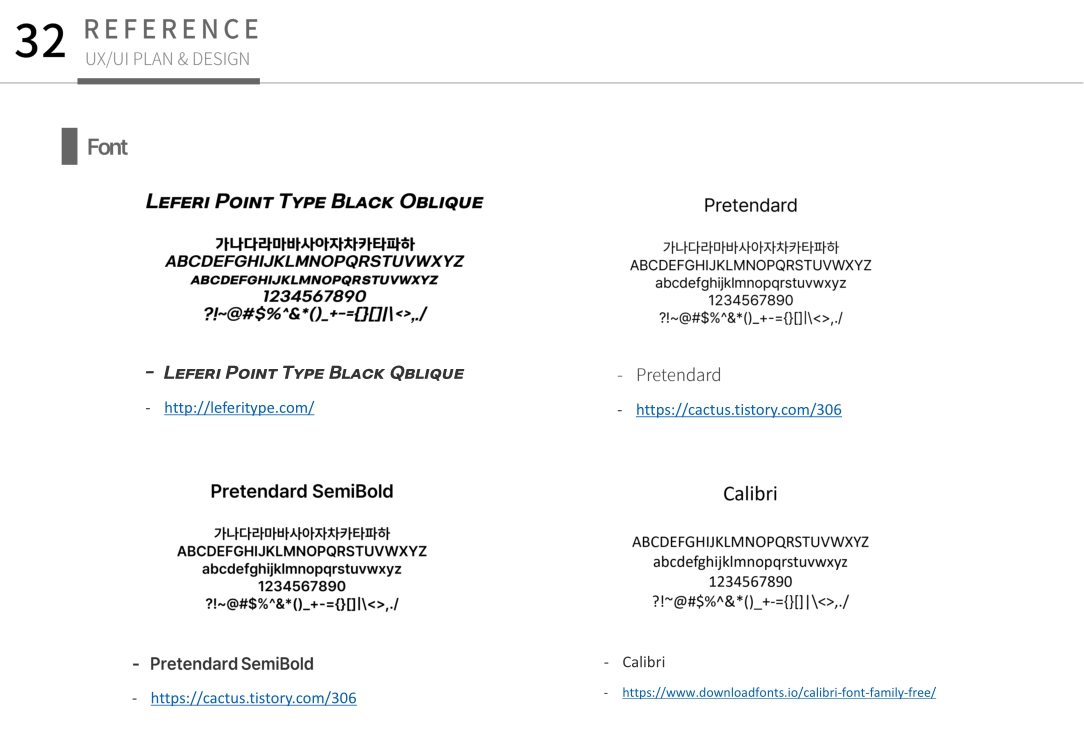 32
REFERENCE
UX/UI PLAN & DESIGN
Font
LEFERI POINT TYPE BLACK OBLIQUE
가나다라마바사아자차카타파하
ABCDEFGHIJKLMNOPQRSTUVWXYZ
ABCDEFGHIJKLMNOPQRSTUVWXYZ
1234567890
?!~@#$%^&*()_+-={}[]|\<>,./
- LEFERI POINT TYPE BLACK QBLIQUE
- http://leferitype.com/
Pretendard
가나다라마바사아자차카타파하
ABCDEFGHIJKLMNOPQRSTUVWXYZ
abcdefghijklmnopqrstuvwxyz
1234567890
?!~@#$%^&*()_+-={}[]|\<>,./
- Pretendard
- https://cactus.tistory.com/306
Pretendard SemiBold
가나다라마바사아자차카타파하
ABCDEFGHIJKLMNOPQRSTUVWXYZ
abcdefghijklmnopqrstuvwxyz
1234567890
?!~@#$%^&*()_+-={}[]|\<>,./
- Pretendard SemiBold
- https://cactus.tistory.com/306
Calibri
ABCDEFGHIJKLMNOPQRSTUVWXYZ
abcdefghijklmnopqrstuvwxyz
1234567890
?!~@#$%^&*()_+-={}[]|\<>,./
- Calibri
- https://www.downloadfonts.io/calibri-font-family-free/